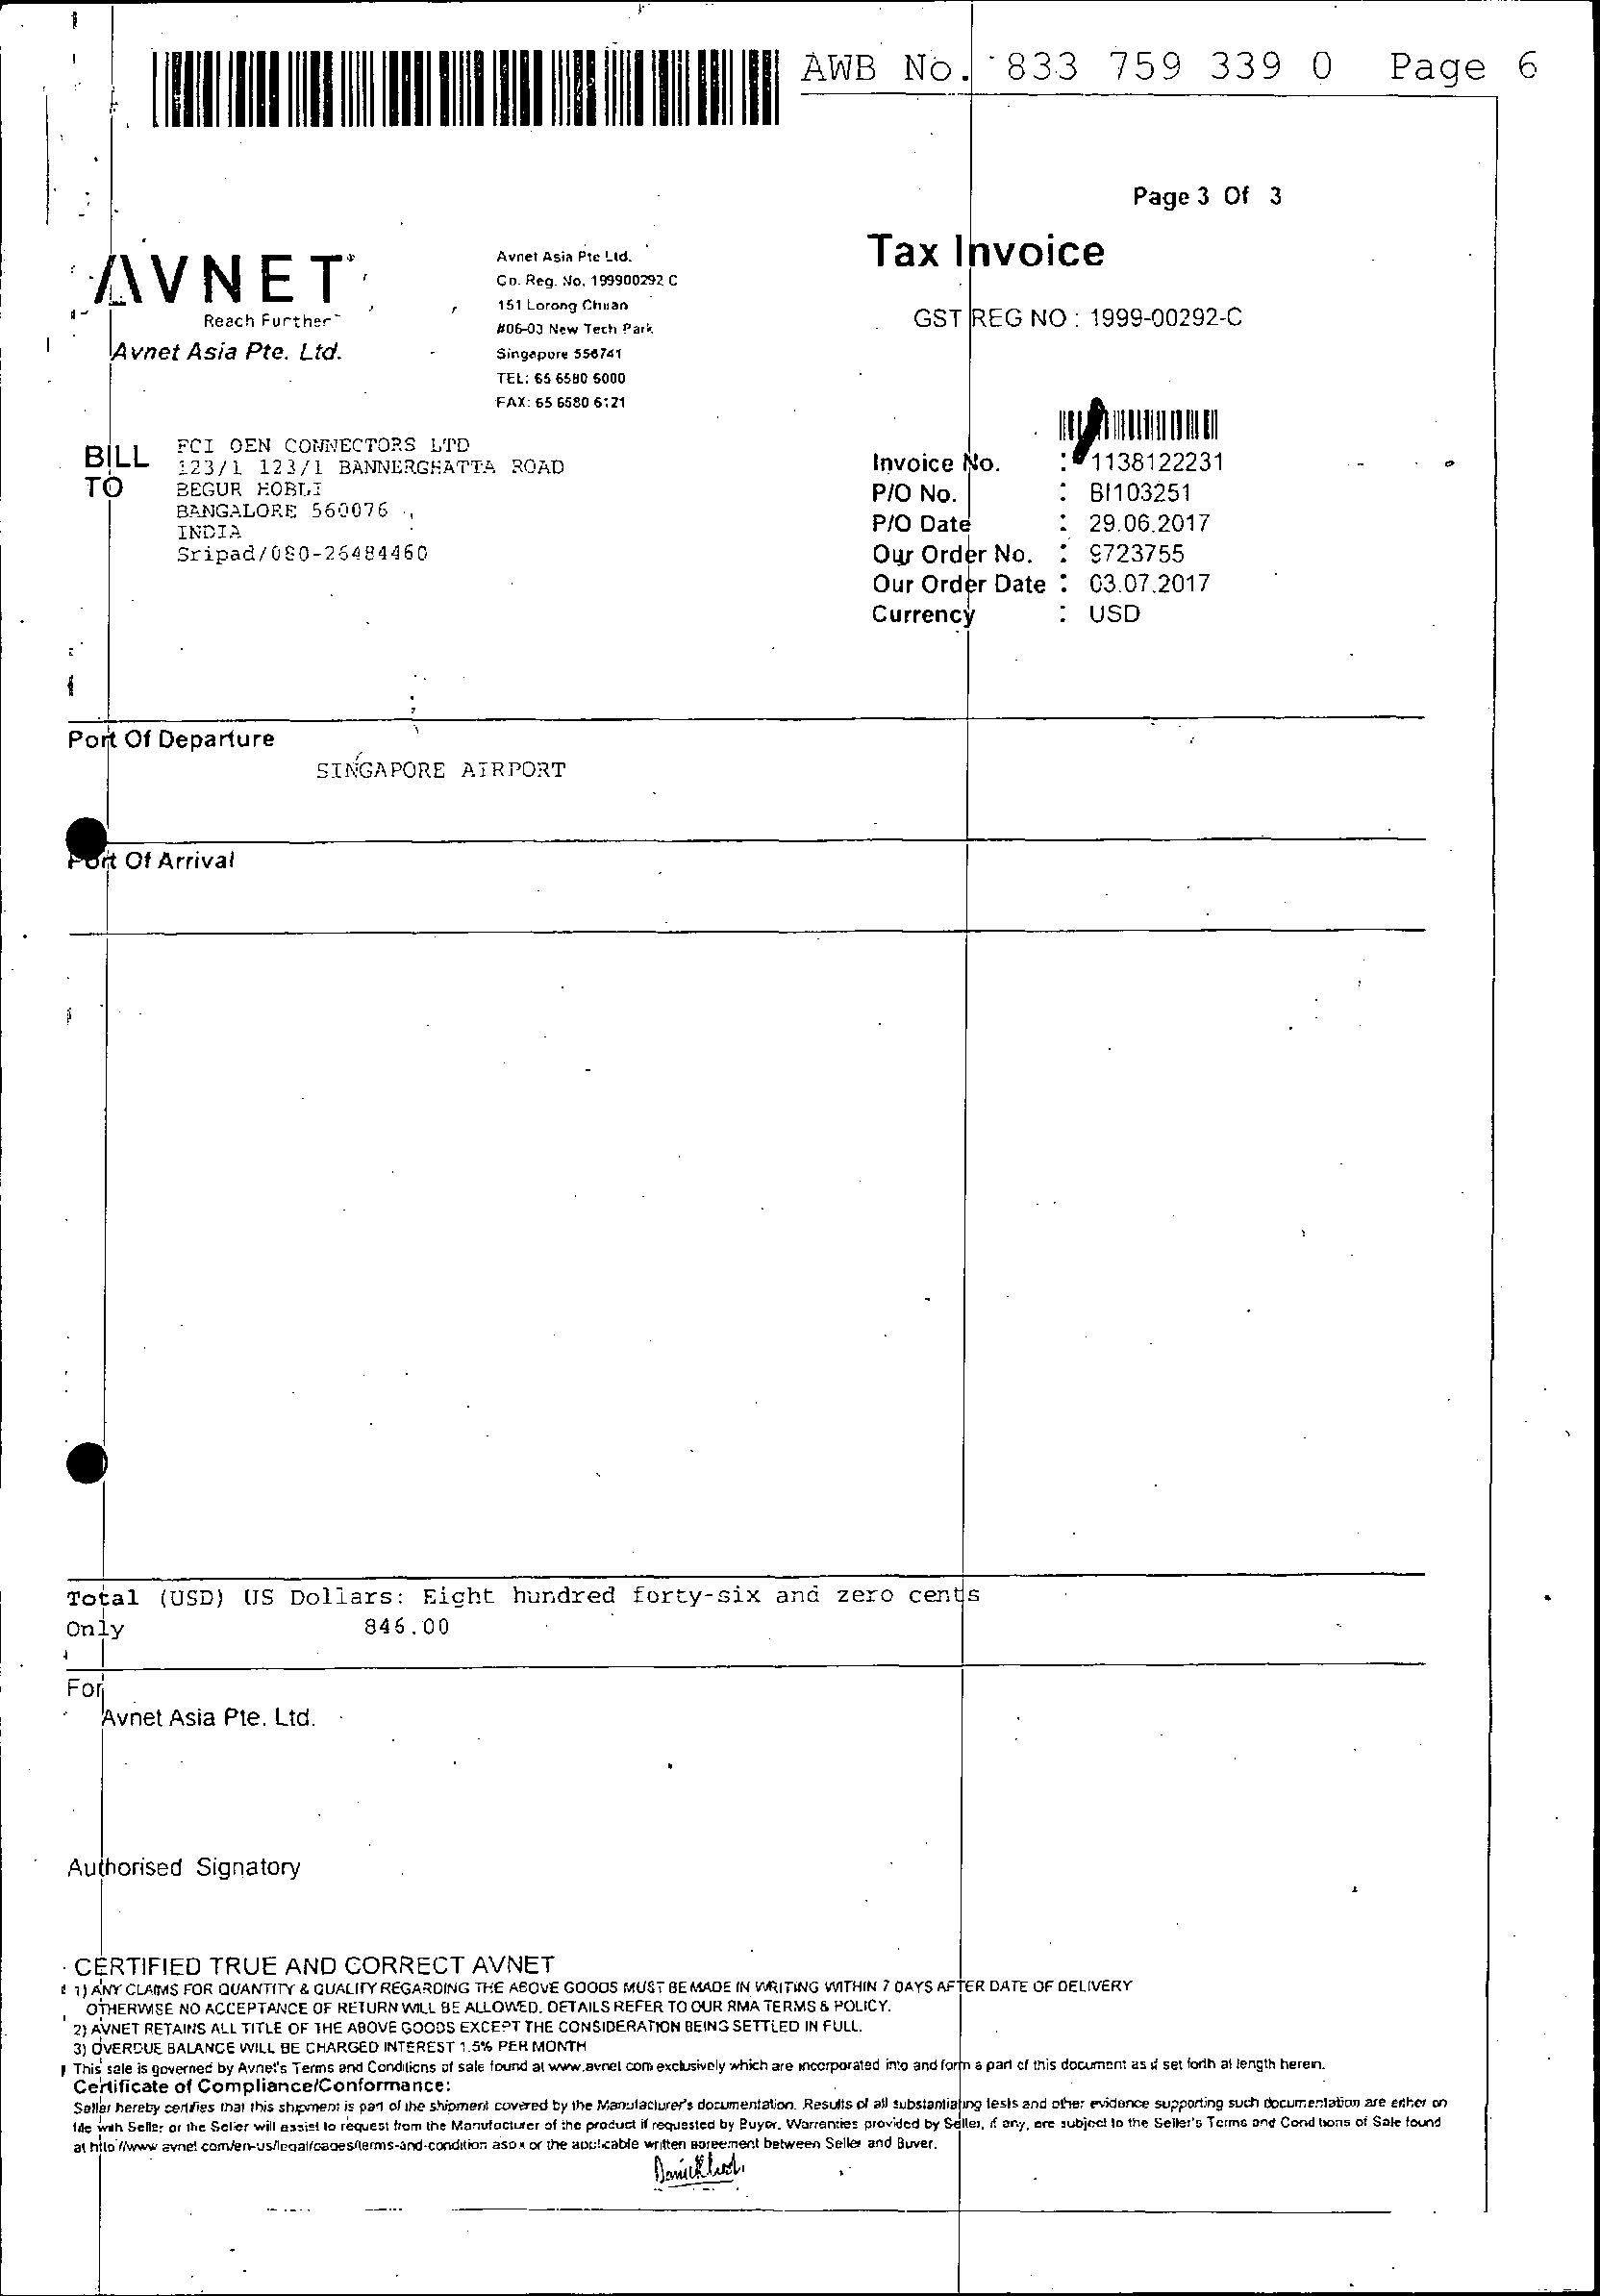 AWB No. 833 759 339 0 Page 6
Page 3 Of 3
AVNET
Reach Further
Avnet Asia Pte. Ltd.
Avnet Asia Pte Ltd.
Co. Reg. No. 199900292 C
151 Lorong Chuan
#06-03 New Tech Park
Singapore 556741
TEL: 65 6580 6000
FAX: 65 6580 6121
Tax Invoice
GST REG NO : 1999-00292-C
BILL TO
FCI OEN CONNECTORS LTD
123/1 123/1 BANNERGHATTA ROAD
BEGUR HOBLI
BANGALORE 560076
INDIA
Sripad/080-26484460
Invoice No. : 1138122231
P/O No. : BI103251
P/O Date : 29.06.2017
Our Order No. : 9723755
Our Order Date : 03.07.2017
Currency : USD
Port Of Departure
SINGAPORE AIRPORT
Port Of Arrival
Total (USD) US Dollars: Eight hundred forty-six and zero cents
Only 846.00
For
Avnet Asia Pte. Ltd.
Authorised Signatory
CERTIFIED TRUE AND CORRECT AVNET
1) ANY CLAIMS FOR QUANTITY & QUALITY REGARDING THE ABOVE GOODS MUST BE MADE IN WRITING WITHIN 7 DAYS AFTER DATE OF DELIVERY
OTHERWISE NO ACCEPTANCE OF RETURN WILL BE ALLOWED. DETAILS REFER TO OUR RMA TERMS & POLICY.
2) AVNET RETAINS ALL TITLE OF THE ABOVE GOODS EXCEPT THE CONSIDERATION BEING SETTLED IN FULL.
3) OVERDUE BALANCE WILL BE CHARGED INTEREST 1.5% PER MONTH
This sale is governed by Avnet's Terms and Conditions of sale found at www.avnet com exclusively which are incorporated into and form a part of this document as if set forth at length herein.
Certificate of Compliance/Conformance:
Seller hereby certifies that this shipment is part of the shipment covered by the Manufacturer's documentation. Results of all substantiating tests and other evidence supporting such documentation are either on
file with Seller or the Seller will assist to request from the Manufacturer of the product if requested by Buyer. Warranties provided by Seller, if any, are subject to the Seller's Terms and Conditions of Sale found
at http //www avnet com/en-us/legal/pages/terms-and-condition aspx or the applicable written agreement between Seller and Buyer.